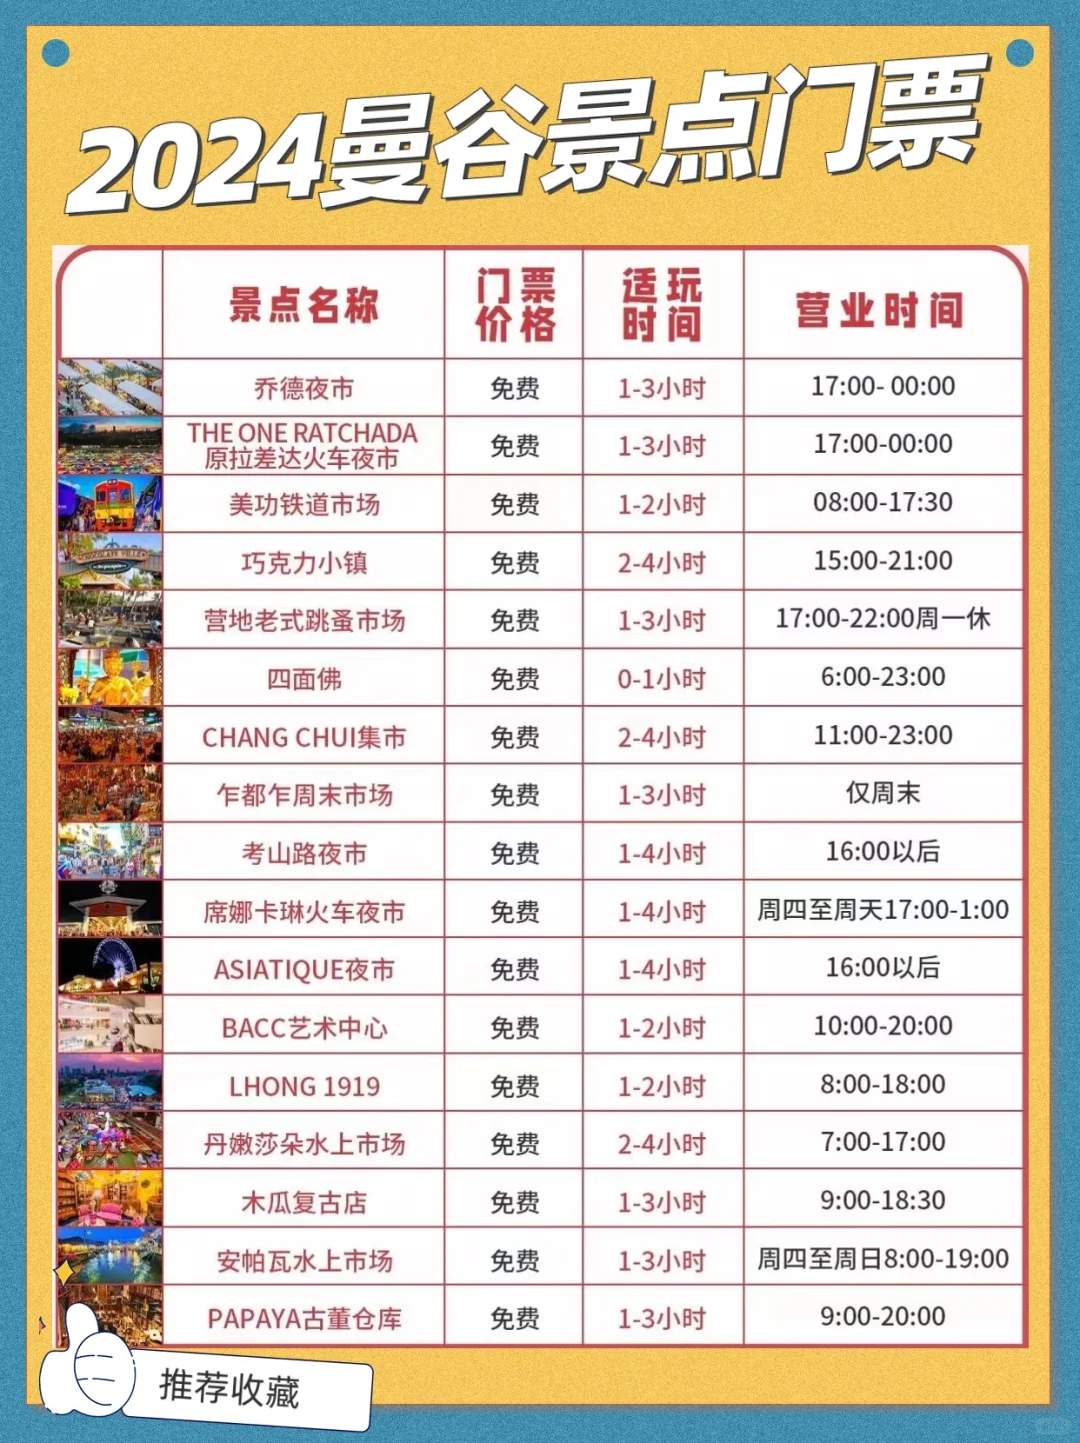 2024曼谷景点门票
景点名称 门票价格 适玩时间 营业时间
乔德夜市 免费 1-3小时 17:00- 00:00
THE ONE RATCHADA
原拉差达火车夜市 免费 1-3小时 17:00-00:00
美功铁道市场 免费 1-2小时 08:00-17:30
巧克力小镇 免费 2-4小时 15:00-21:00
营地老式跳蚤市场 免费 1-3小时 17:00-22:00周一休
四面佛 免费 0-1小时 6:00-23:00
CHANG CHUI集市 免费 2-4小时 11:00-23:00
乍都乍周末市场 免费 1-3小时 仅周末
考山路夜市 免费 1-4小时 16:00以后
席娜卡琳火车夜市 免费 1-4小时 周四至周天17:00-1:00
ASIATIQUE夜市 免费 1-4小时 16:00以后
BACC艺术中心 免费 1-2小时 10:00-20:00
LHONG 1919 免费 1-2小时 8:00-18:00
丹嫩莎朵水上市场 免费 2-4小时 7:00-17:00
木瓜复古店 免费 1-3小时 9:00-18:30
安帕瓦水上市场 免费 1-3小时 周四至周日8:00-19:00
PAPAYA古董仓库 免费 1-3小时 9:00-20:00
推荐收藏